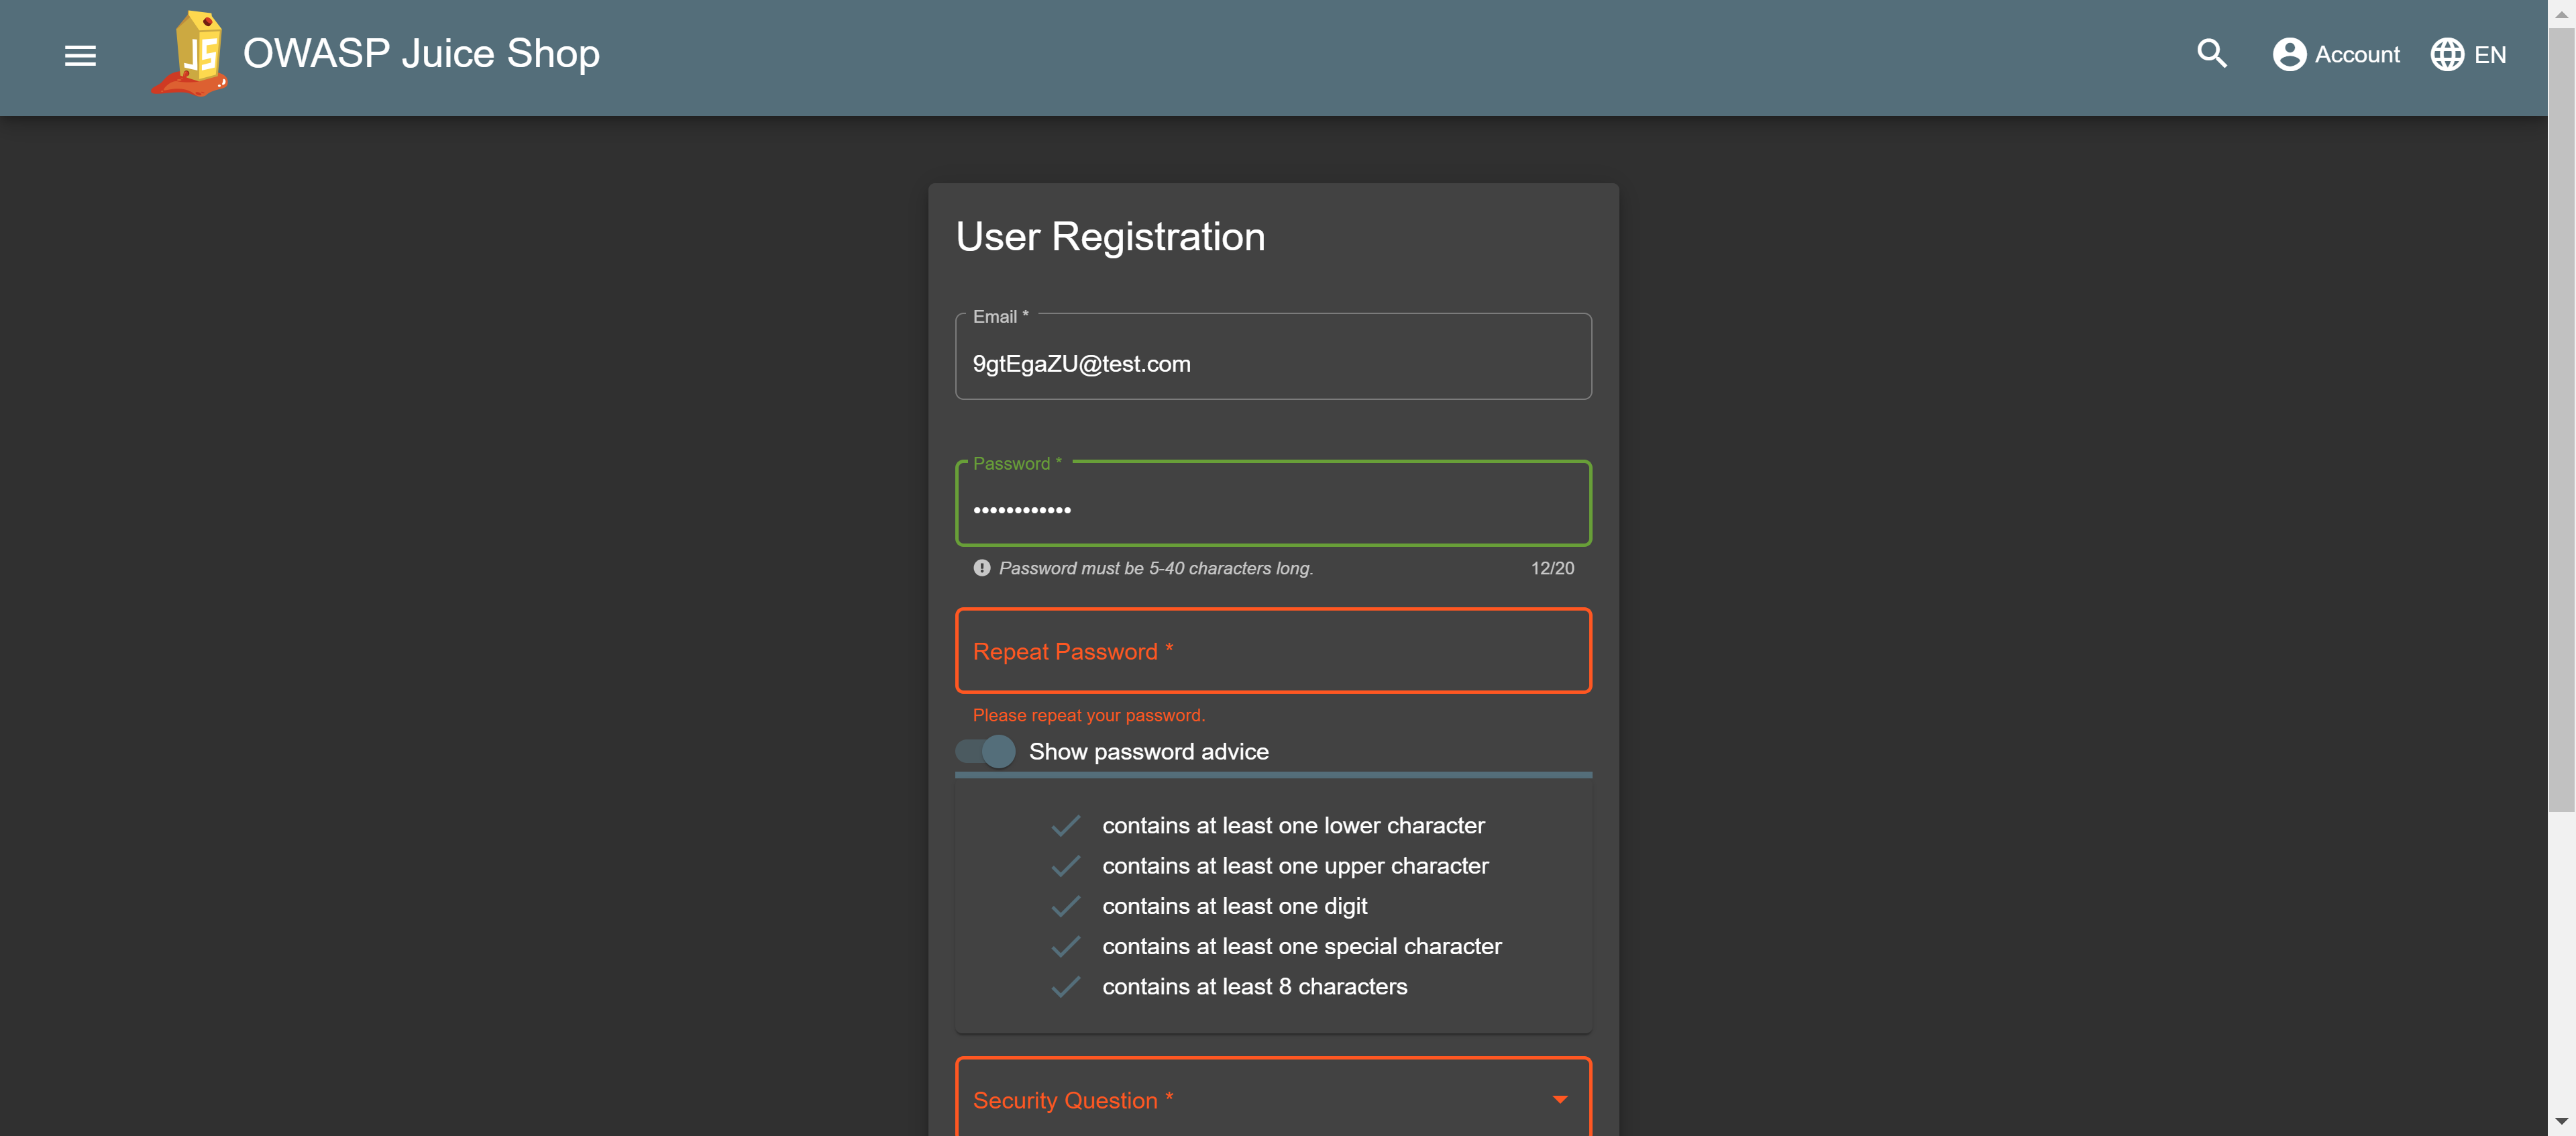 JS
OWASP Juice Shop
Account
EN
User Registration
Email *
9gtEgaZU@test.com
Password *
••••••••••••
Password must be 5-40 characters long.
12/20
Repeat Password *
Please repeat your password.
Show password advice
contains at least one lower character
contains at least one upper character
contains at least one digit
contains at least one special character
contains at least 8 characters
Security Question *